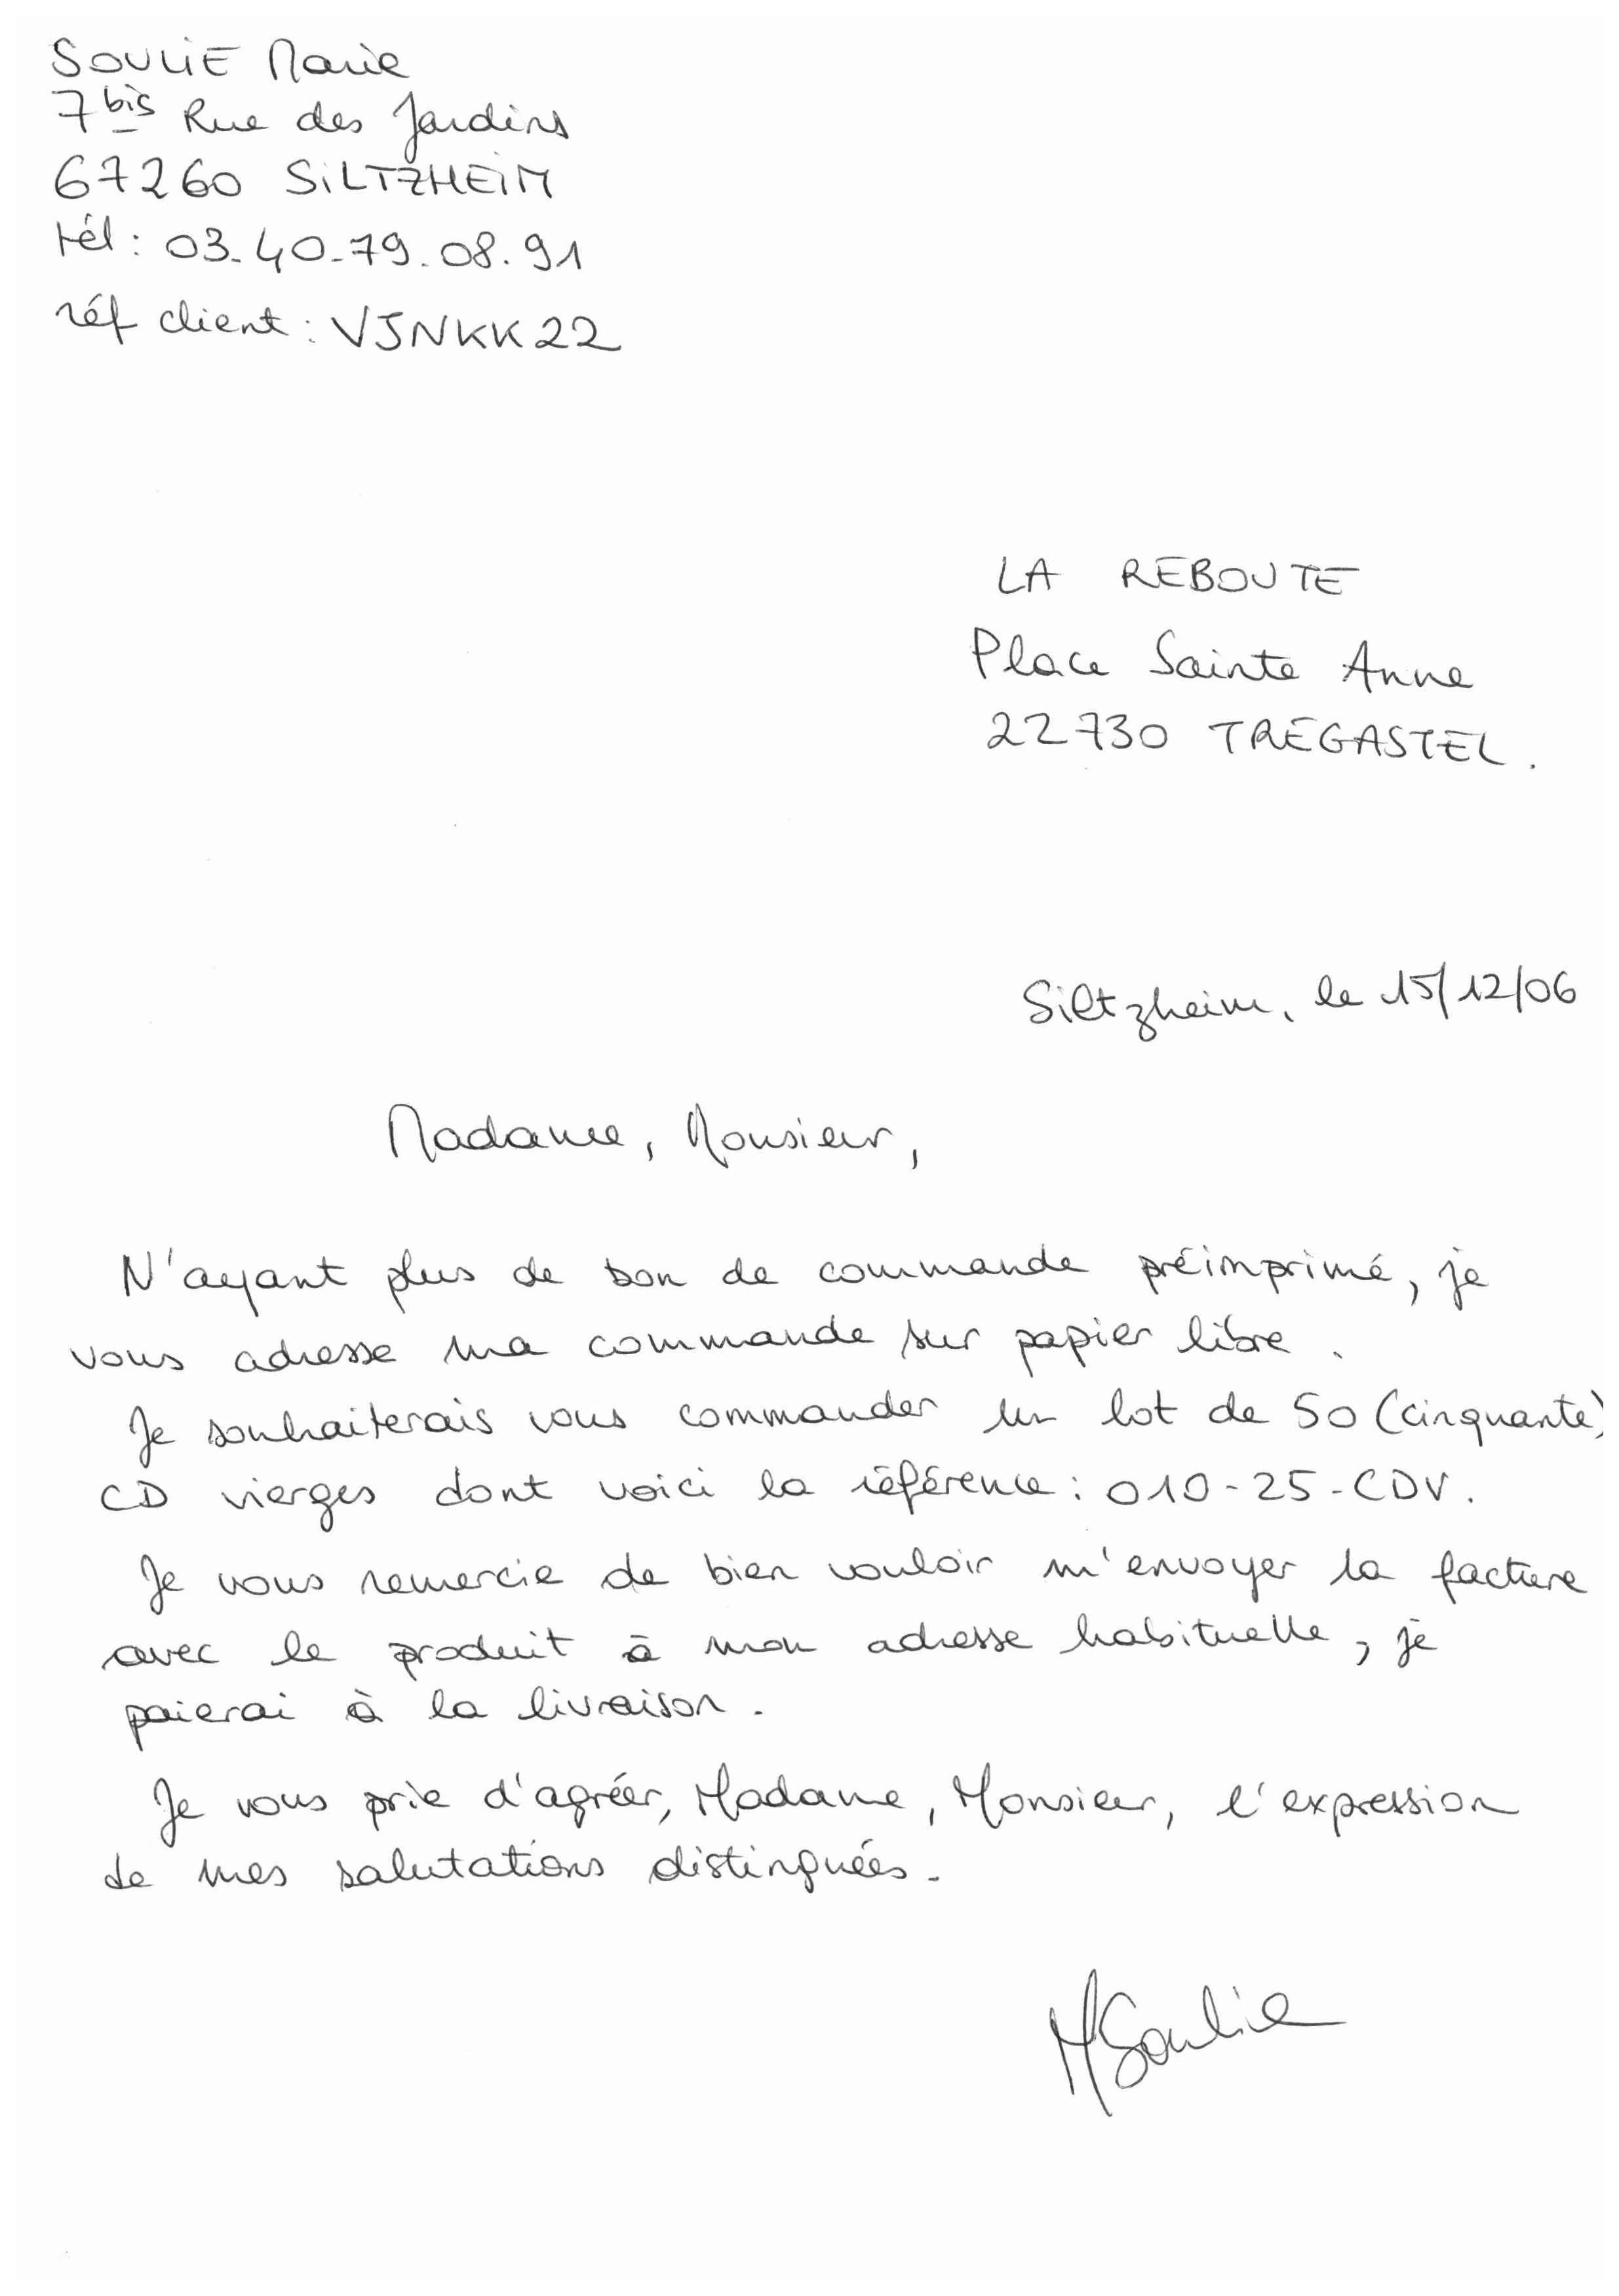 SOULIE Marie
7 bis Rue des Jardins
67260 SILTZHEIM
tél : 03.40.79.08.91
réf client : VJNKK22
LA REBOUTE
Place Sainte Anne
22730 TREGASTEL.
Siltzheim, le 15/12/06
Madame, Monsieur,
N'ayant plus de bon de commande préimprimé, je
vous adresse ma commande sur papier libre.
Je souhaiterais vous commander un lot de 50 (cinquante)
CD vierges dont voici la référence : 010-25-CDV.
Je vous remercie de bien vouloir m'envoyer la facture
avec le produit à mon adresse habituelle, je
paierai à la livraison.
Je vous prie d'agréer, Madame, Monsieur, l'expression
de mes salutations distinguées.
MSoulie